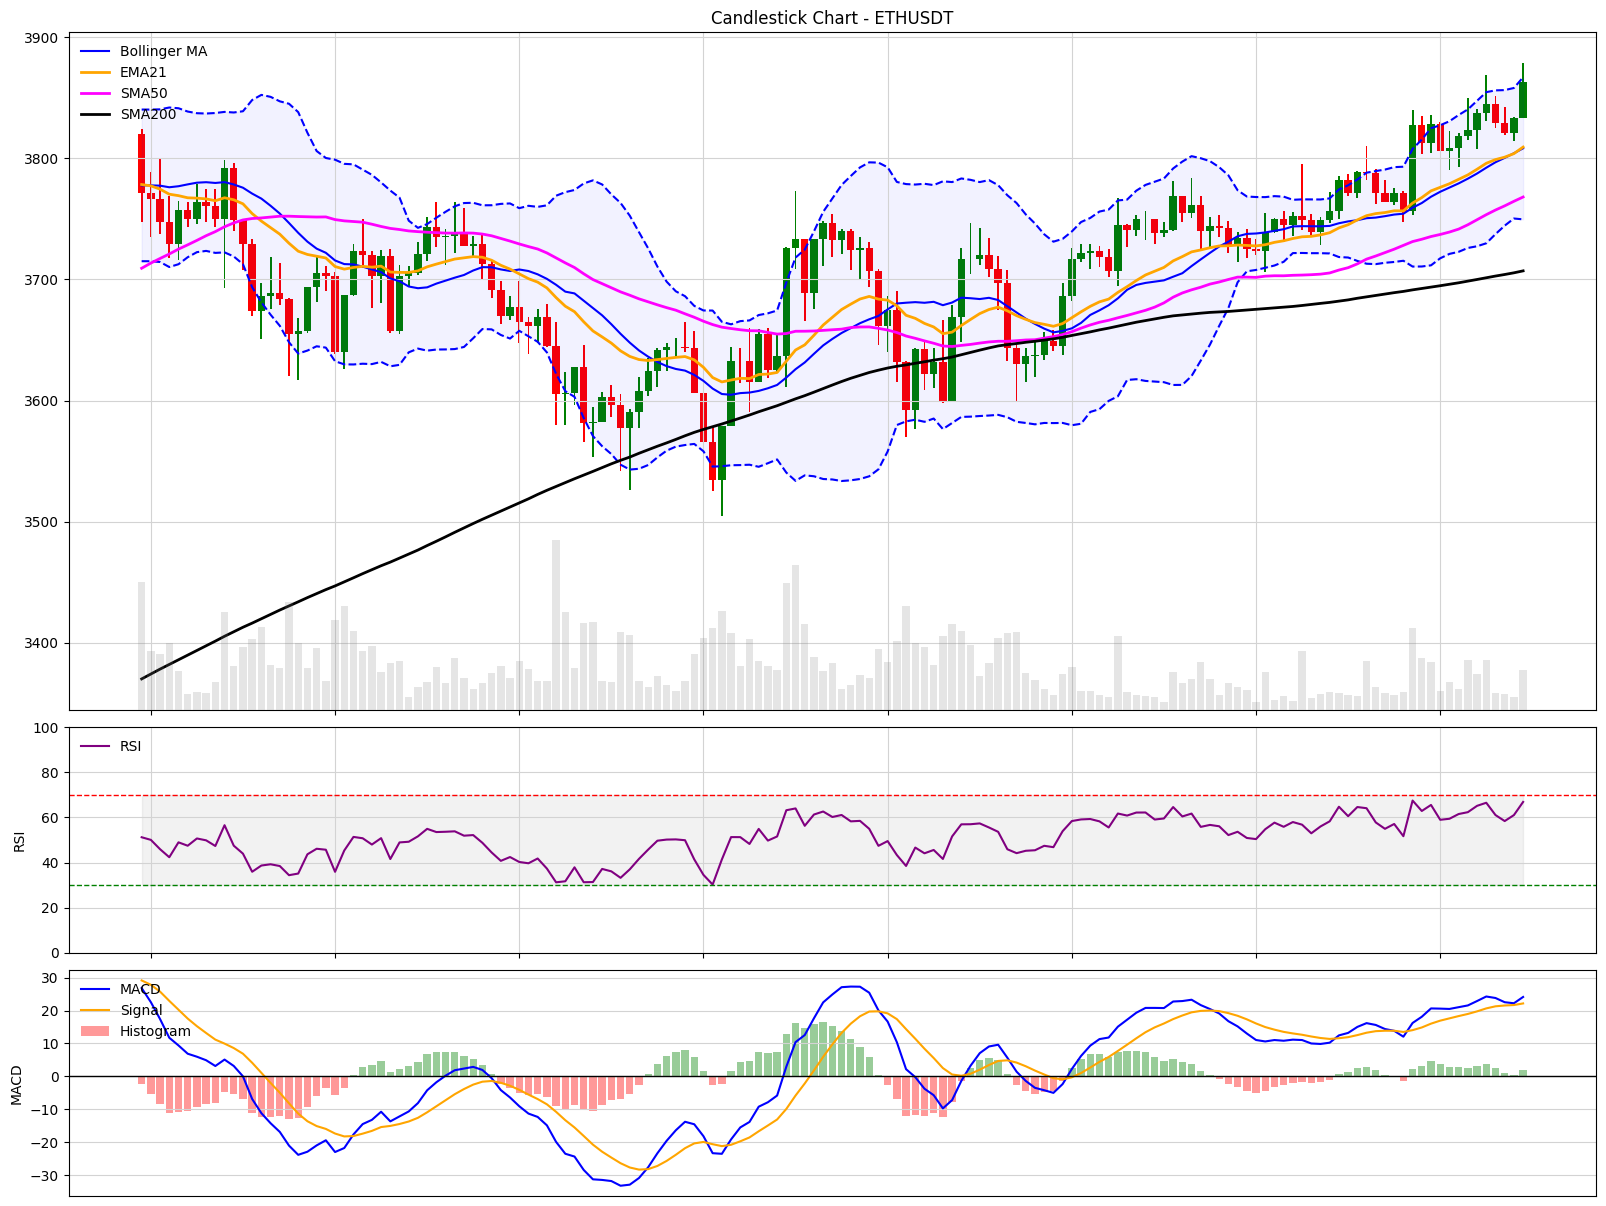 Candlestick Chart - ETHUSDT
3900
3800
3700
3600
3500
3400
Bollinger MA
EMA21
SMA50
SMA200
100
80
60
40
20
0
RSI
RSI
30
20
10
0
−10
−20
−30
MACD
MACD
Signal
Histogram